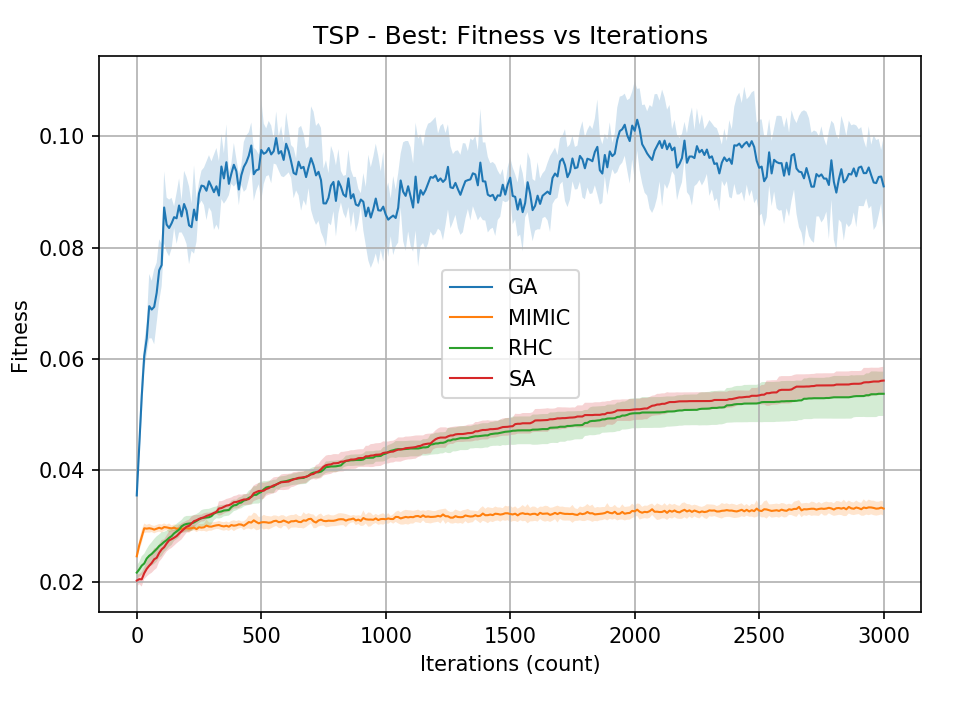 TSP - Best: Fitness vs Iterations
Fitness
0.10
0.08
0.06
0.04
0.02
GA
MIMIC
RHC
SA
0 500 1000 1500 2000 2500 3000
Iterations (count)